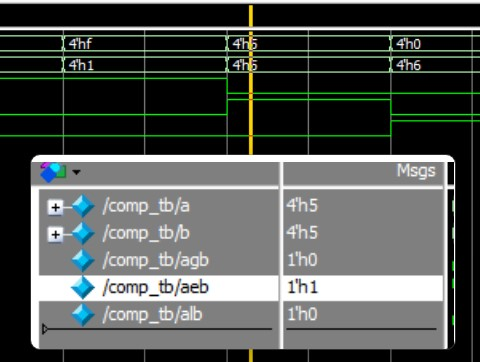 4'hf 4'h5 4'h0
4'h1 4'h5 4'h6
Msgs
/comp_tb/a 4'h5
/comp_tb/b 4'h5
/comp_tb/agb 1'h0
/comp_tb/aeb 1'h1
/comp_tb/alb 1'h0